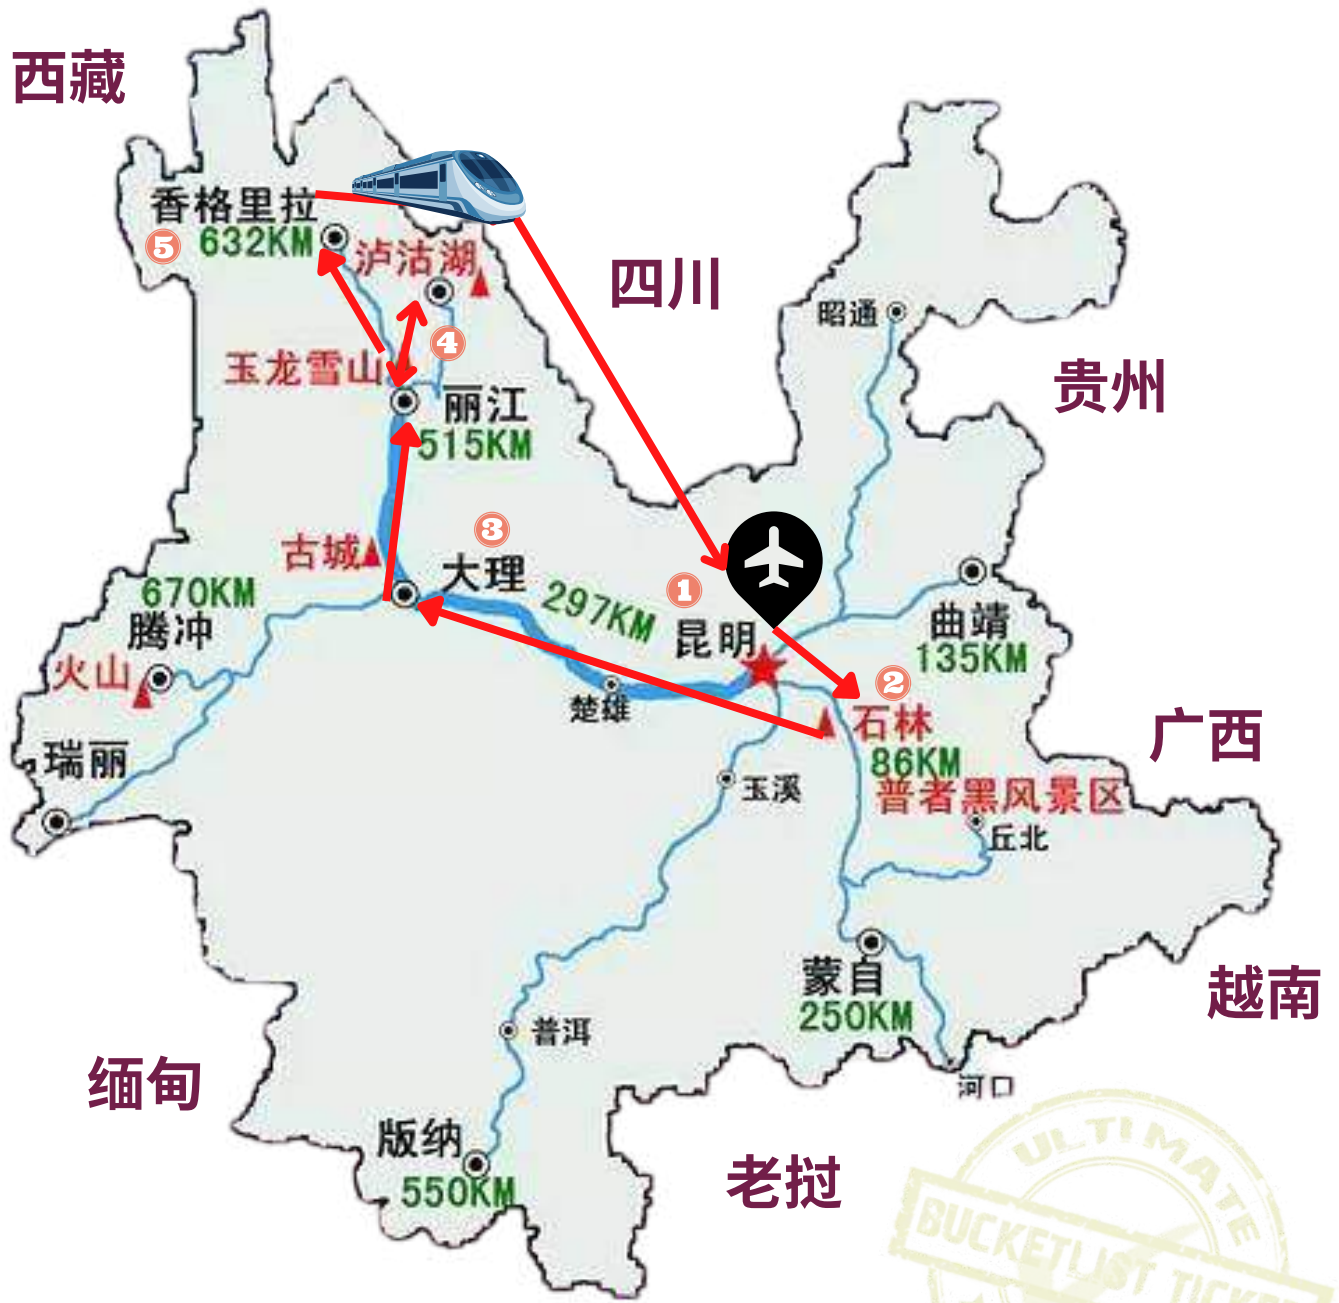 西藏
香格里拉
5
632KM
泸沽湖
四川
昭通
4
贵州
玉龙雪山
丽江
515KM
3
古城
大理
297KM
1
昆明
曲靖
135KM
670KM
腾冲
火山
2
楚雄
石林
86KM
广西
瑞丽
玉溪
普者黑风景区
丘北
蒙自
250KM
越南
普洱
缅甸
河口
版纳
550KM
老挝
ULTIMATE
BUCKETLIST TICKET